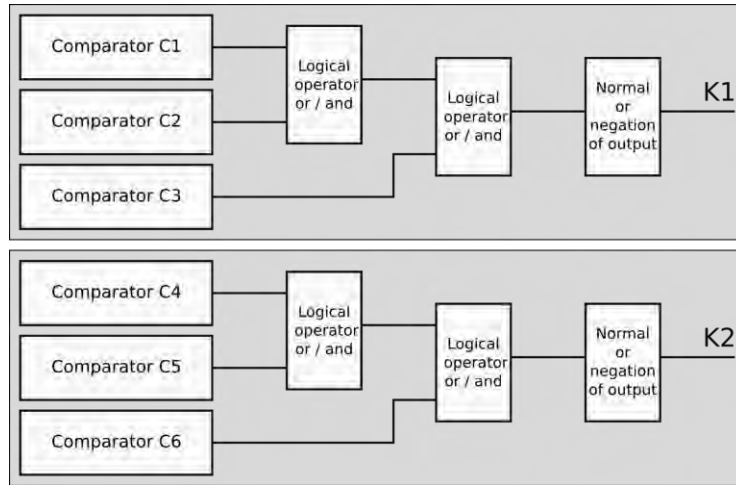 Comparator C1
Comparator C2
Comparator C3
Logical
operator
or / and
Logical
operator
or / and
Normal
or
negation
of output
K1
Comparator C4
Comparator C5
Comparator C6
Logical
operator
or / and
Logical
operator
or / and
Normal
or
negation
of output
K2